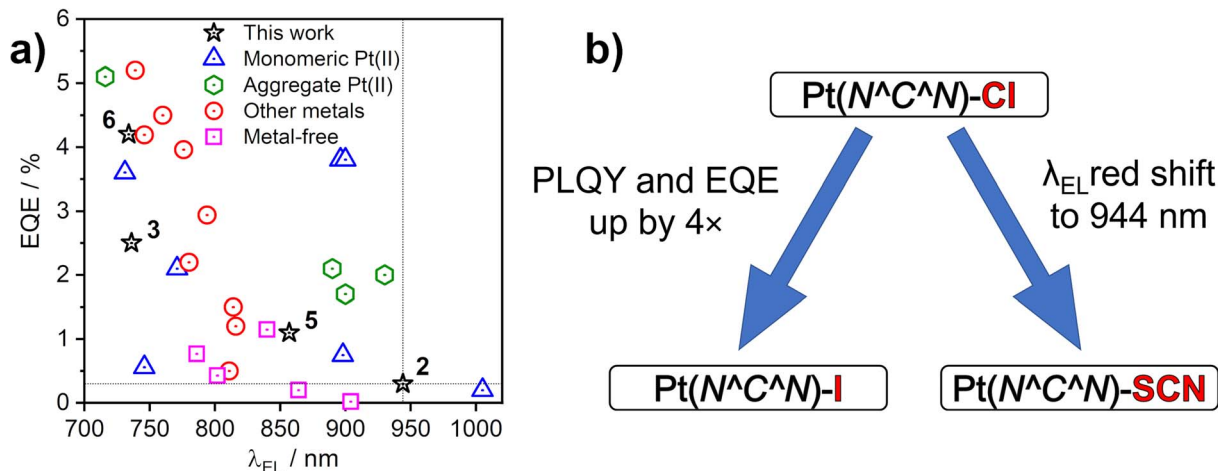 a)
6
5
4
3
2
1
0
EQE / %
700 750 800 850 900 950 1000
λEL / nm
This work
Monomeric Pt(II)
Aggregate Pt(II)
Other metals
Metal-free
6
3
5
2
b)
Pt(N^C^N)-Cl
PLQY and EQE
up by 4×
λEL red shift
to 944 nm
Pt(N^C^N)-I
Pt(N^C^N)-SCN